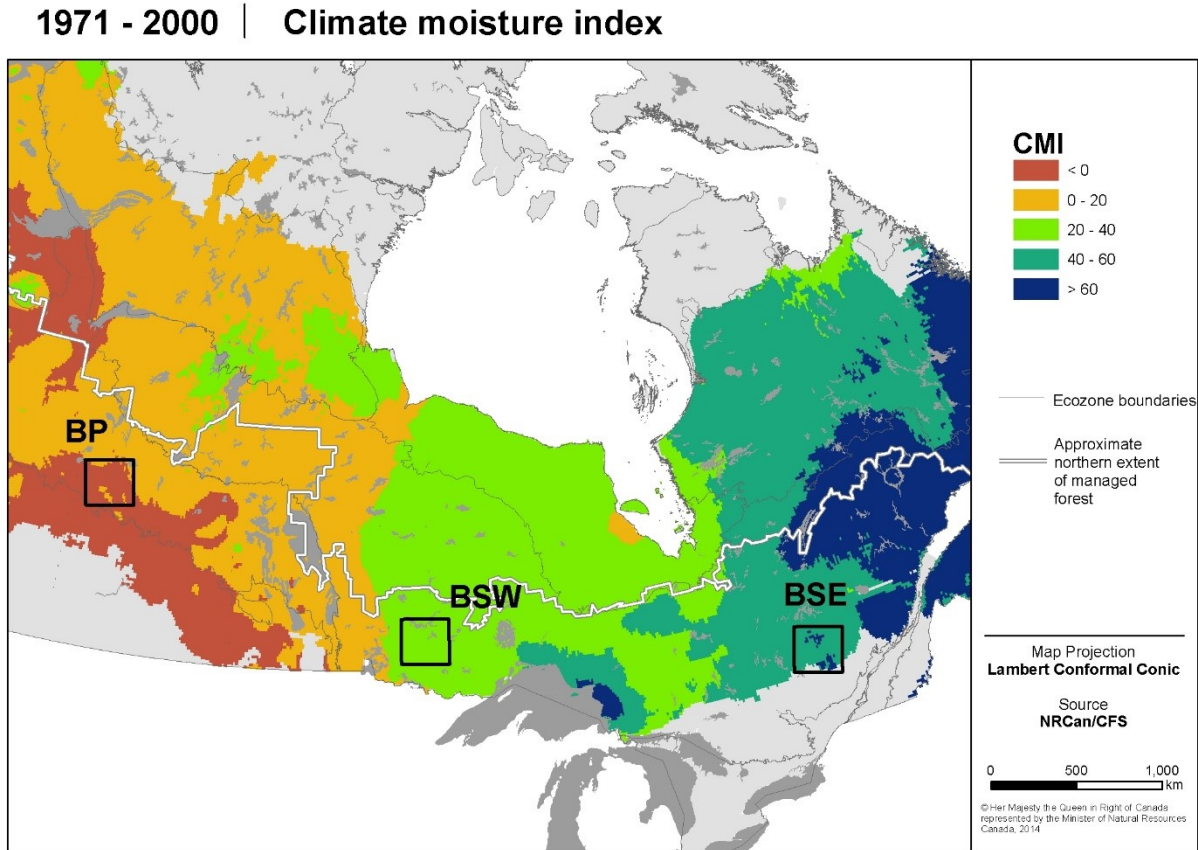 1971 - 2000 | Climate moisture index
CMI
< 0
0 - 20
20 - 40
40 - 60
> 60
Ecozone boundaries
Approximate
northern extent
of managed
forest
BP
BSW
BSE
Map Projection
Lambert Conformal Conic
Source
NRCan/CFS
0 500 1,000
km
© Her Majesty the Queen in Right of Canada
represented by the Minister of Natural Resources
Canada, 2014